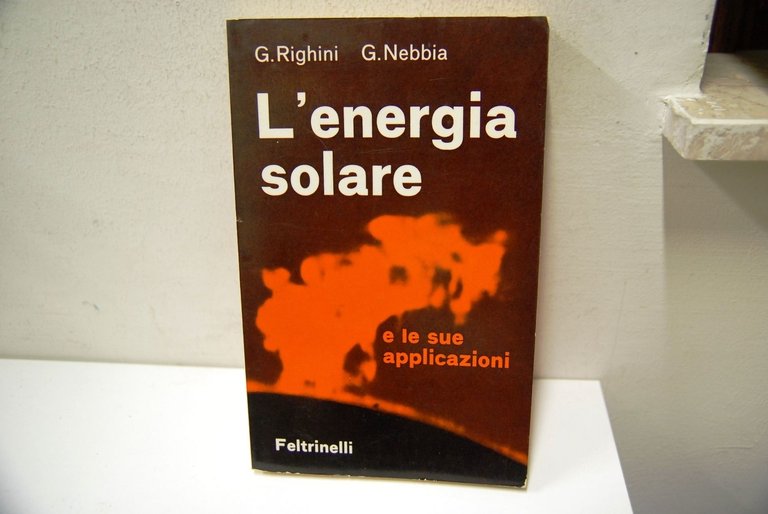 G.Righini G.Nebbia
L'energia
solare
e le sue
applicazioni
Feltrinelli